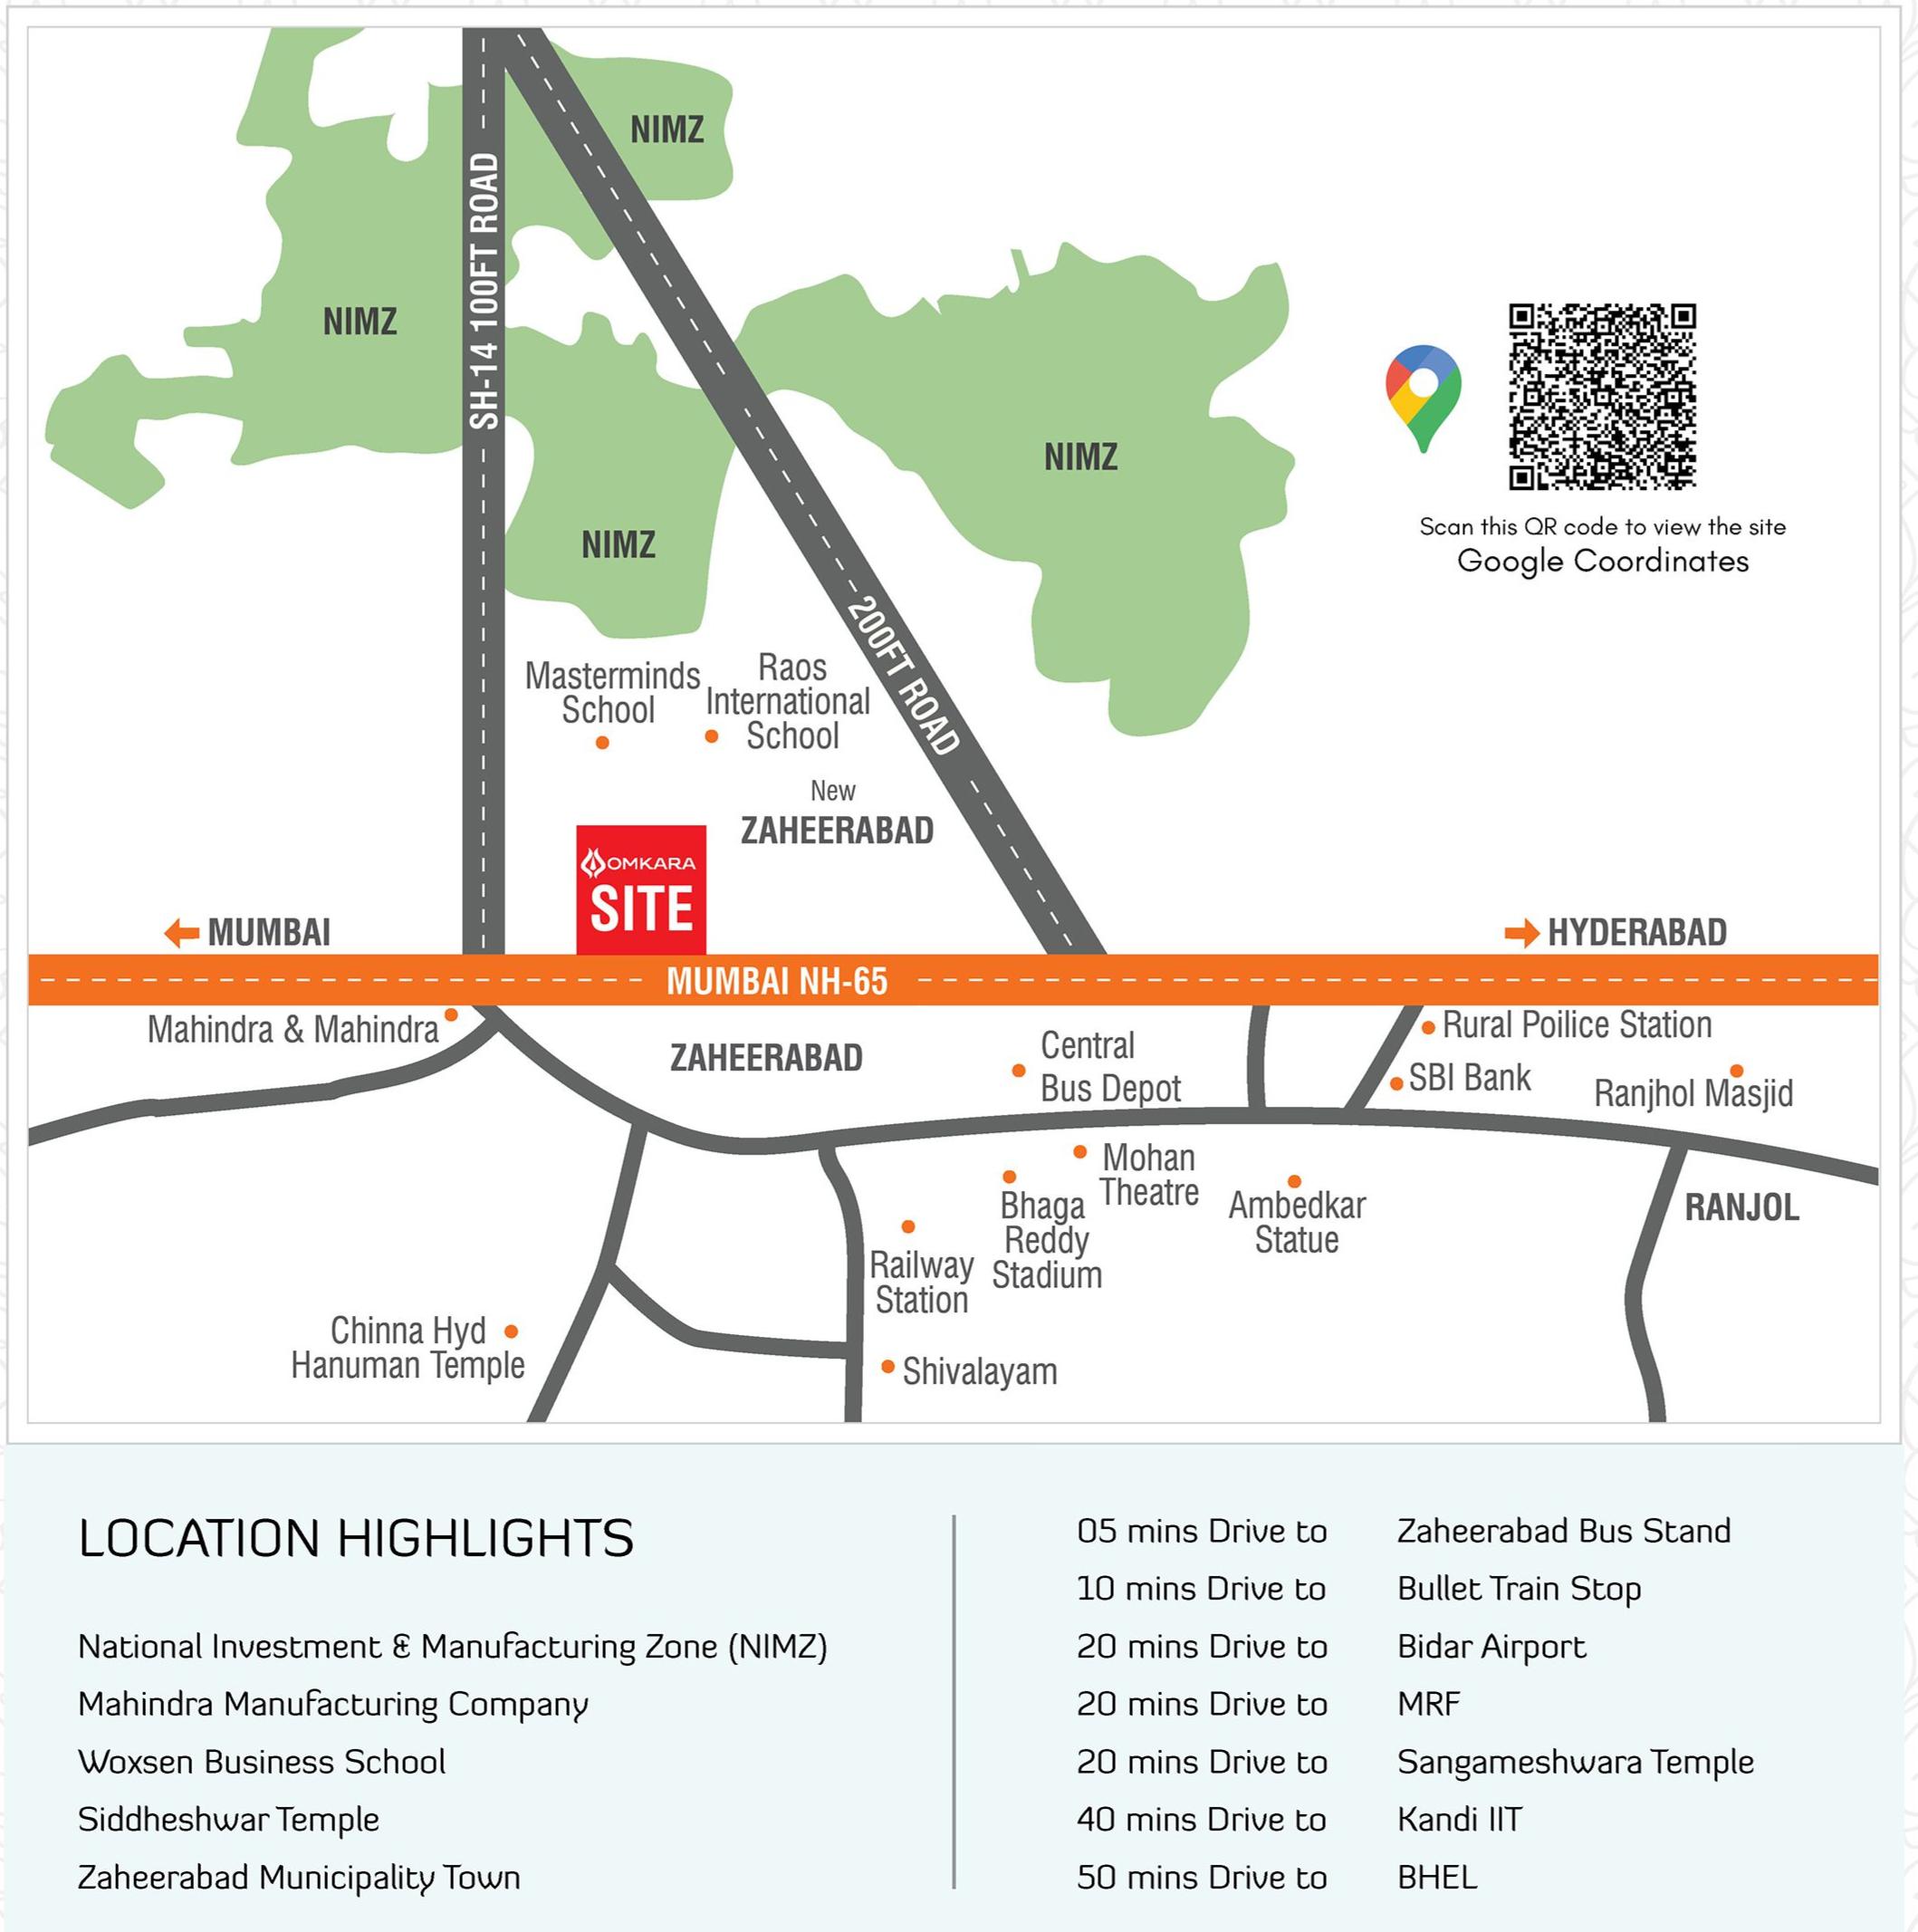 NIMZ
SH-14 100FT ROAD
NIMZ
NIMZ
NIMZ
200FT ROAD
Scan this QR code to view the site
Google Coordinates
Masterminds
School
Raos
International
School
New
ZAHEERABAD
OMKARA
SITE
MUMBAI
HYDERABAD
MUMBAI NH-65
Mahindra & Mahindra
ZAHEERABAD
Central
Bus Depot
Rural Poilice Station
SBI Bank
Ranjhol Masjid
Mohan
Theatre
Bhaga
Reddy
Stadium
Ambedkar
Statue
RANJOL
Railway
Station
Chinna Hyd
Hanuman Temple
Shivalayam
LOCATION HIGHLIGHTS
National Investment & Manufacturing Zone (NIMZ)
Mahindra Manufacturing Company
Woxsen Business School
Siddheshwar Temple
Zaheerabad Municipality Town
05 mins Drive to Zaheerabad Bus Stand
10 mins Drive to Bullet Train Stop
20 mins Drive to Bidar Airport
20 mins Drive to MRF
20 mins Drive to Sangameshwara Temple
40 mins Drive to Kandi IIT
50 mins Drive to BHEL